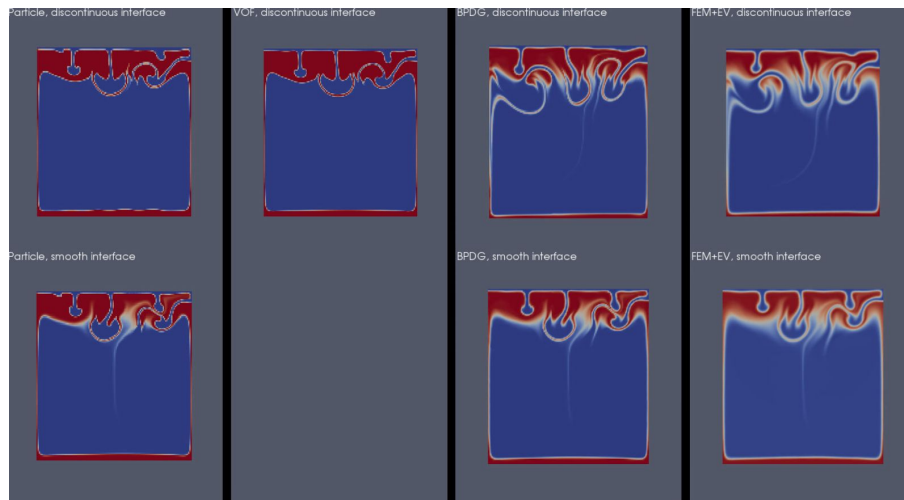 Particle, discontinuous interface
VOF, discontinuous interface
BPDG, discontinuous interface
FEM+EV, discontinuous interface
Particle, smooth interface
BPDG, smooth interface
FEM+EV, smooth interface